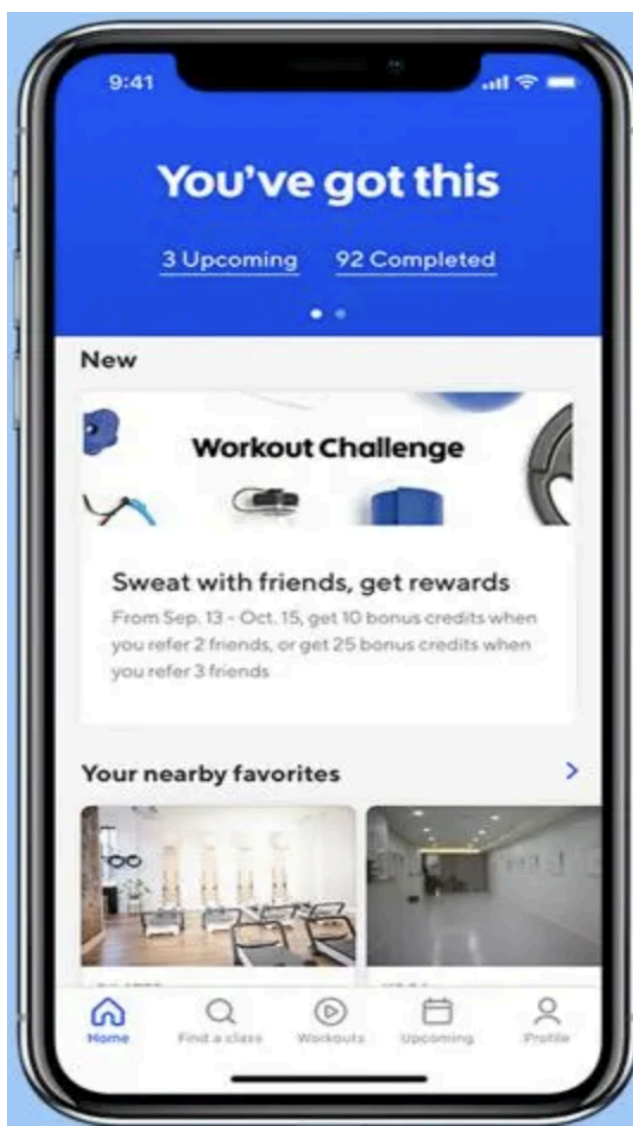 9:41
You've got this
3 Upcoming 92 Completed
New
Workout Challenge
Sweat with friends, get rewards
From Sep. 13 - Oct. 15, get 10 bonus credits when
you refer 2 friends, or get 25 bonus credits when
you refer 3 friends
Your nearby favorites
Home Find a class Workouts Upcoming Profile